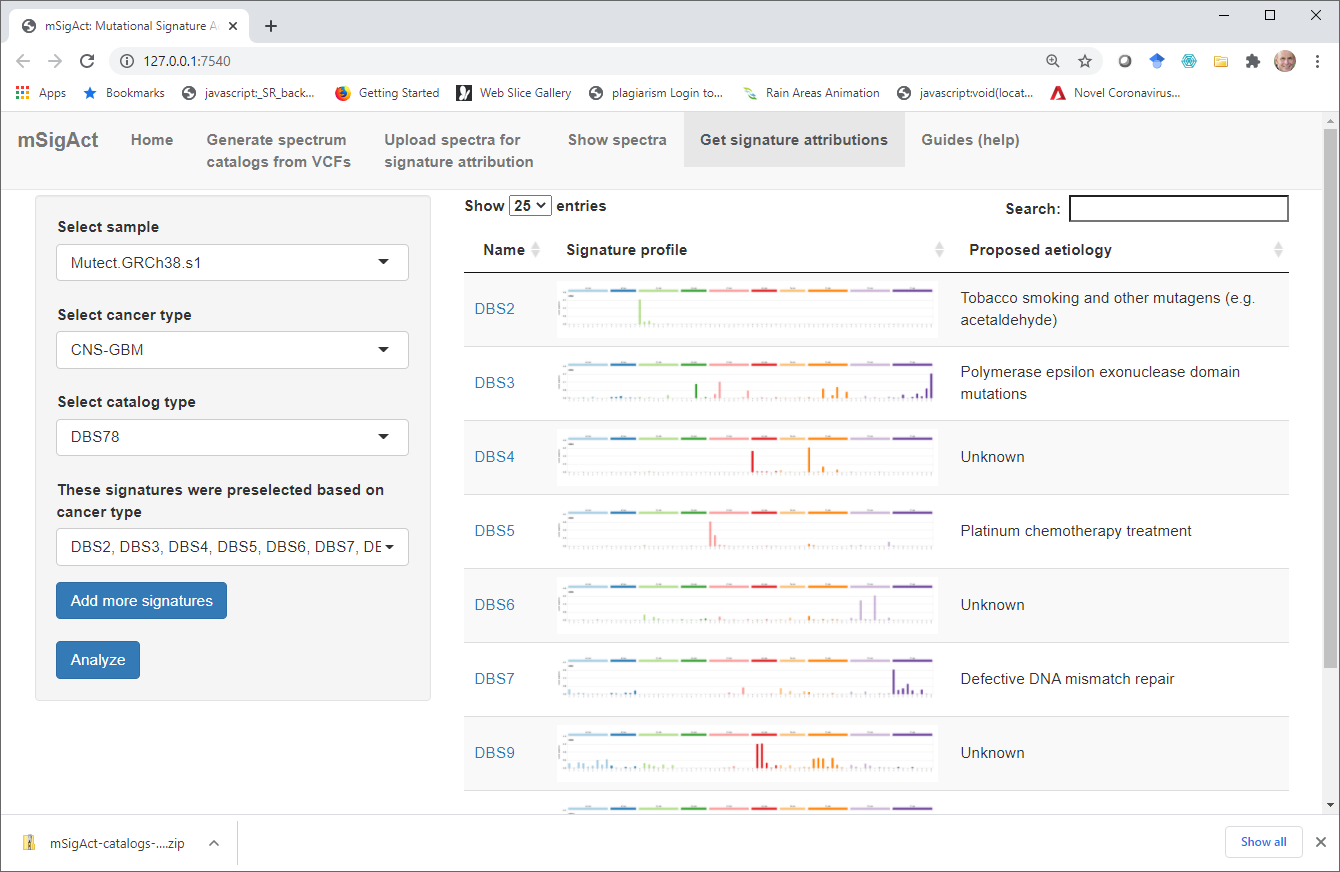 mSigAct: Mutational Signature A
127.0.0.1:7540
Apps
Bookmarks
javascript:_SR_back...
Getting Started
Web Slice Gallery
plagiarism Login to...
Rain Areas Animation
javascript:void(locat...
Novel Coronavirus...
mSigAct
Home
Generate spectrum
catalogs from VCFs
Upload spectra for
signature attribution
Show spectra
Get signature attributions
Guides (help)
Select sample
Mutect.GRCh38.s1
Select cancer type
CNS-GBM
Select catalog type
DBS78
These signatures were preselected based on
cancer type
DBS2, DBS3, DBS4, DBS5, DBS6, DBS7, DE
Add more signatures
Analyze
Show 25 entries
Search:
Name Signature profile Proposed aetiology
DBS2
Tobacco smoking and other mutagens (e.g.
acetaldehyde)
DBS3
Polymerase epsilon exonuclease domain
mutations
DBS4
Unknown
DBS5
Platinum chemotherapy treatment
DBS6
Unknown
DBS7
Defective DNA mismatch repair
DBS9
Unknown
mSigAct-catalogs-....zip
Show all